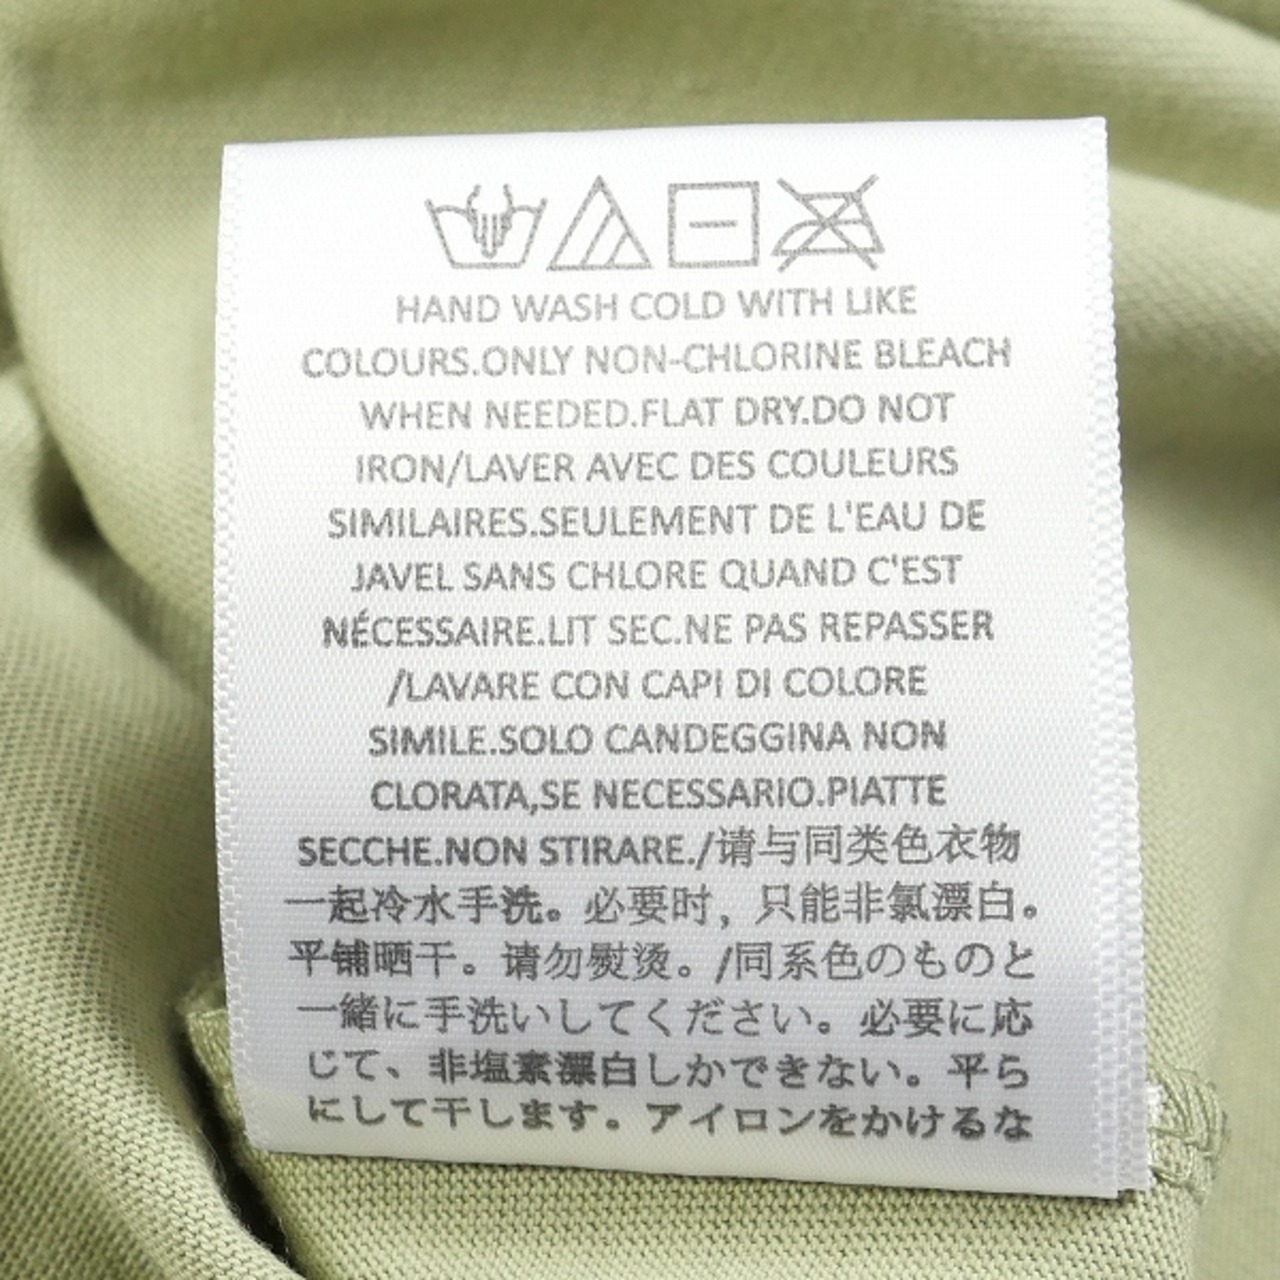 HAND WASH COLD WITH LIKE
COLOURS.ONLY NON-CHLORINE BLEACH
WHEN NEEDED.FLAT DRY.DO NOT
IRON/LAVER AVEC DES COULEURS
SIMILAIRES.SEULEMENT DE L'EAU DE
JAVEL SANS CHLORE QUAND C'EST
NÉCESSAIRE.LIT SEC.NE PAS REPASSER
/LAVARE CON CAPI DI COLORE
SIMILE.SOLO CANDEGGINA NON
CLORATA,SE NECESSARIO.PIATTE
SECCHE.NON STIRARE./请与同类色衣物
一起冷水手洗。必要时，只能非氯漂白。
平铺晒干。请勿熨烫。/同系色のものと
一緒に手洗いしてください。必要に応
じて、非塩素漂白しかできない。平ら
にして干します。アイロンをかけるな